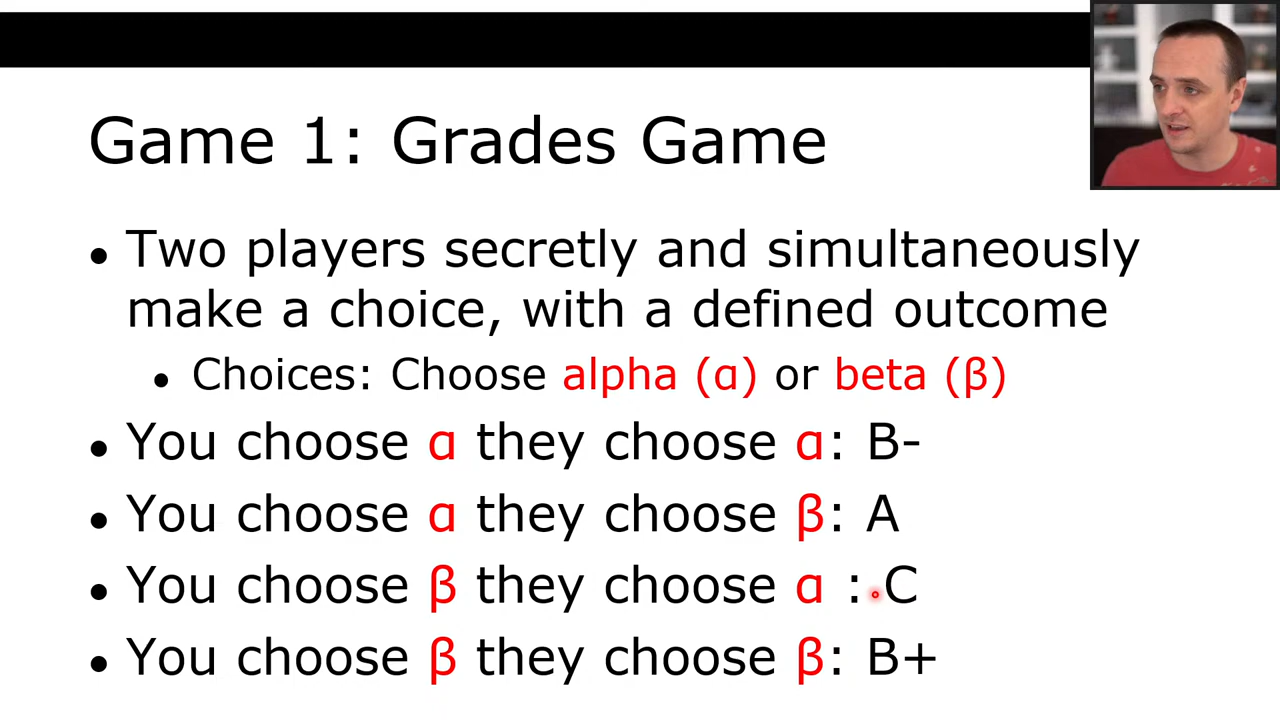 Game 1: Grades Game
• Two players secretly and simultaneously
make a choice, with a defined outcome
• Choices: Choose alpha (α) or beta (β)
• You choose α they choose α: B-
• You choose α they choose β: A
• You choose β they choose α : C
• You choose β they choose β: B+